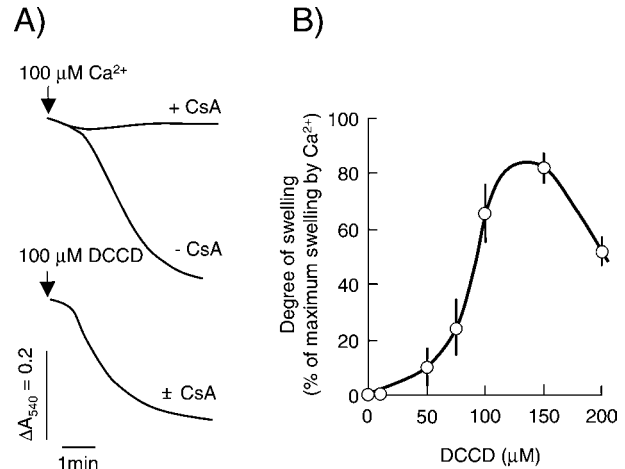 A)
100 μM Ca²⁺
+ CsA
- CsA
100 μM DCCD
± CsA
ΔA₅₄₀ = 0.2
1min
B)
Degree of swelling
(% of maximum swelling by Ca²⁺)
100
80
60
40
20
0
0 50 100 150 200
DCCD (μM)